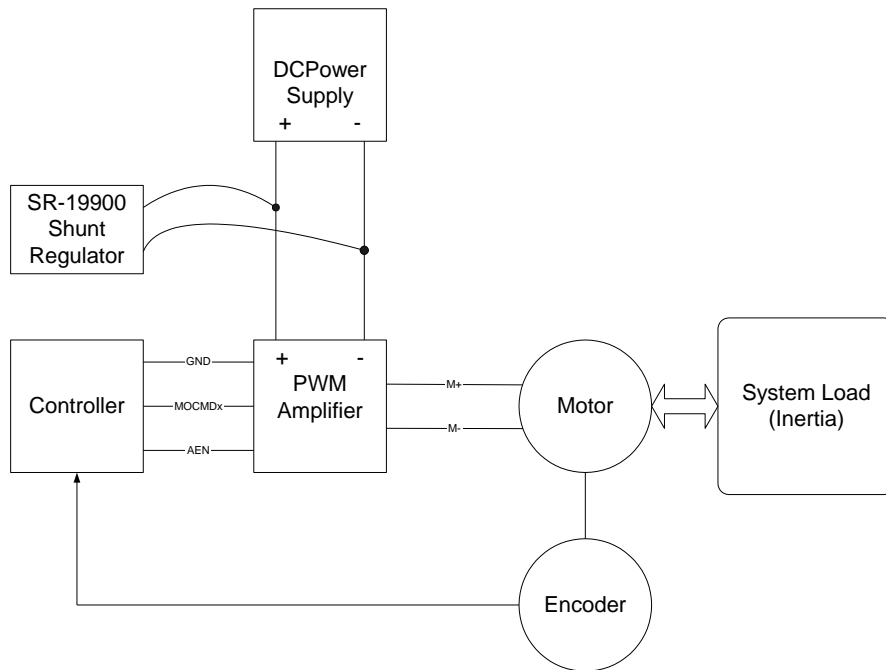 DCPower
Supply
+ -
SR-19900
Shunt
Regulator
Controller
GND
MOCMDx
AEN
+ -
PWM
Amplifier
M+
M-
Motor
System Load
(Inertia)
Encoder